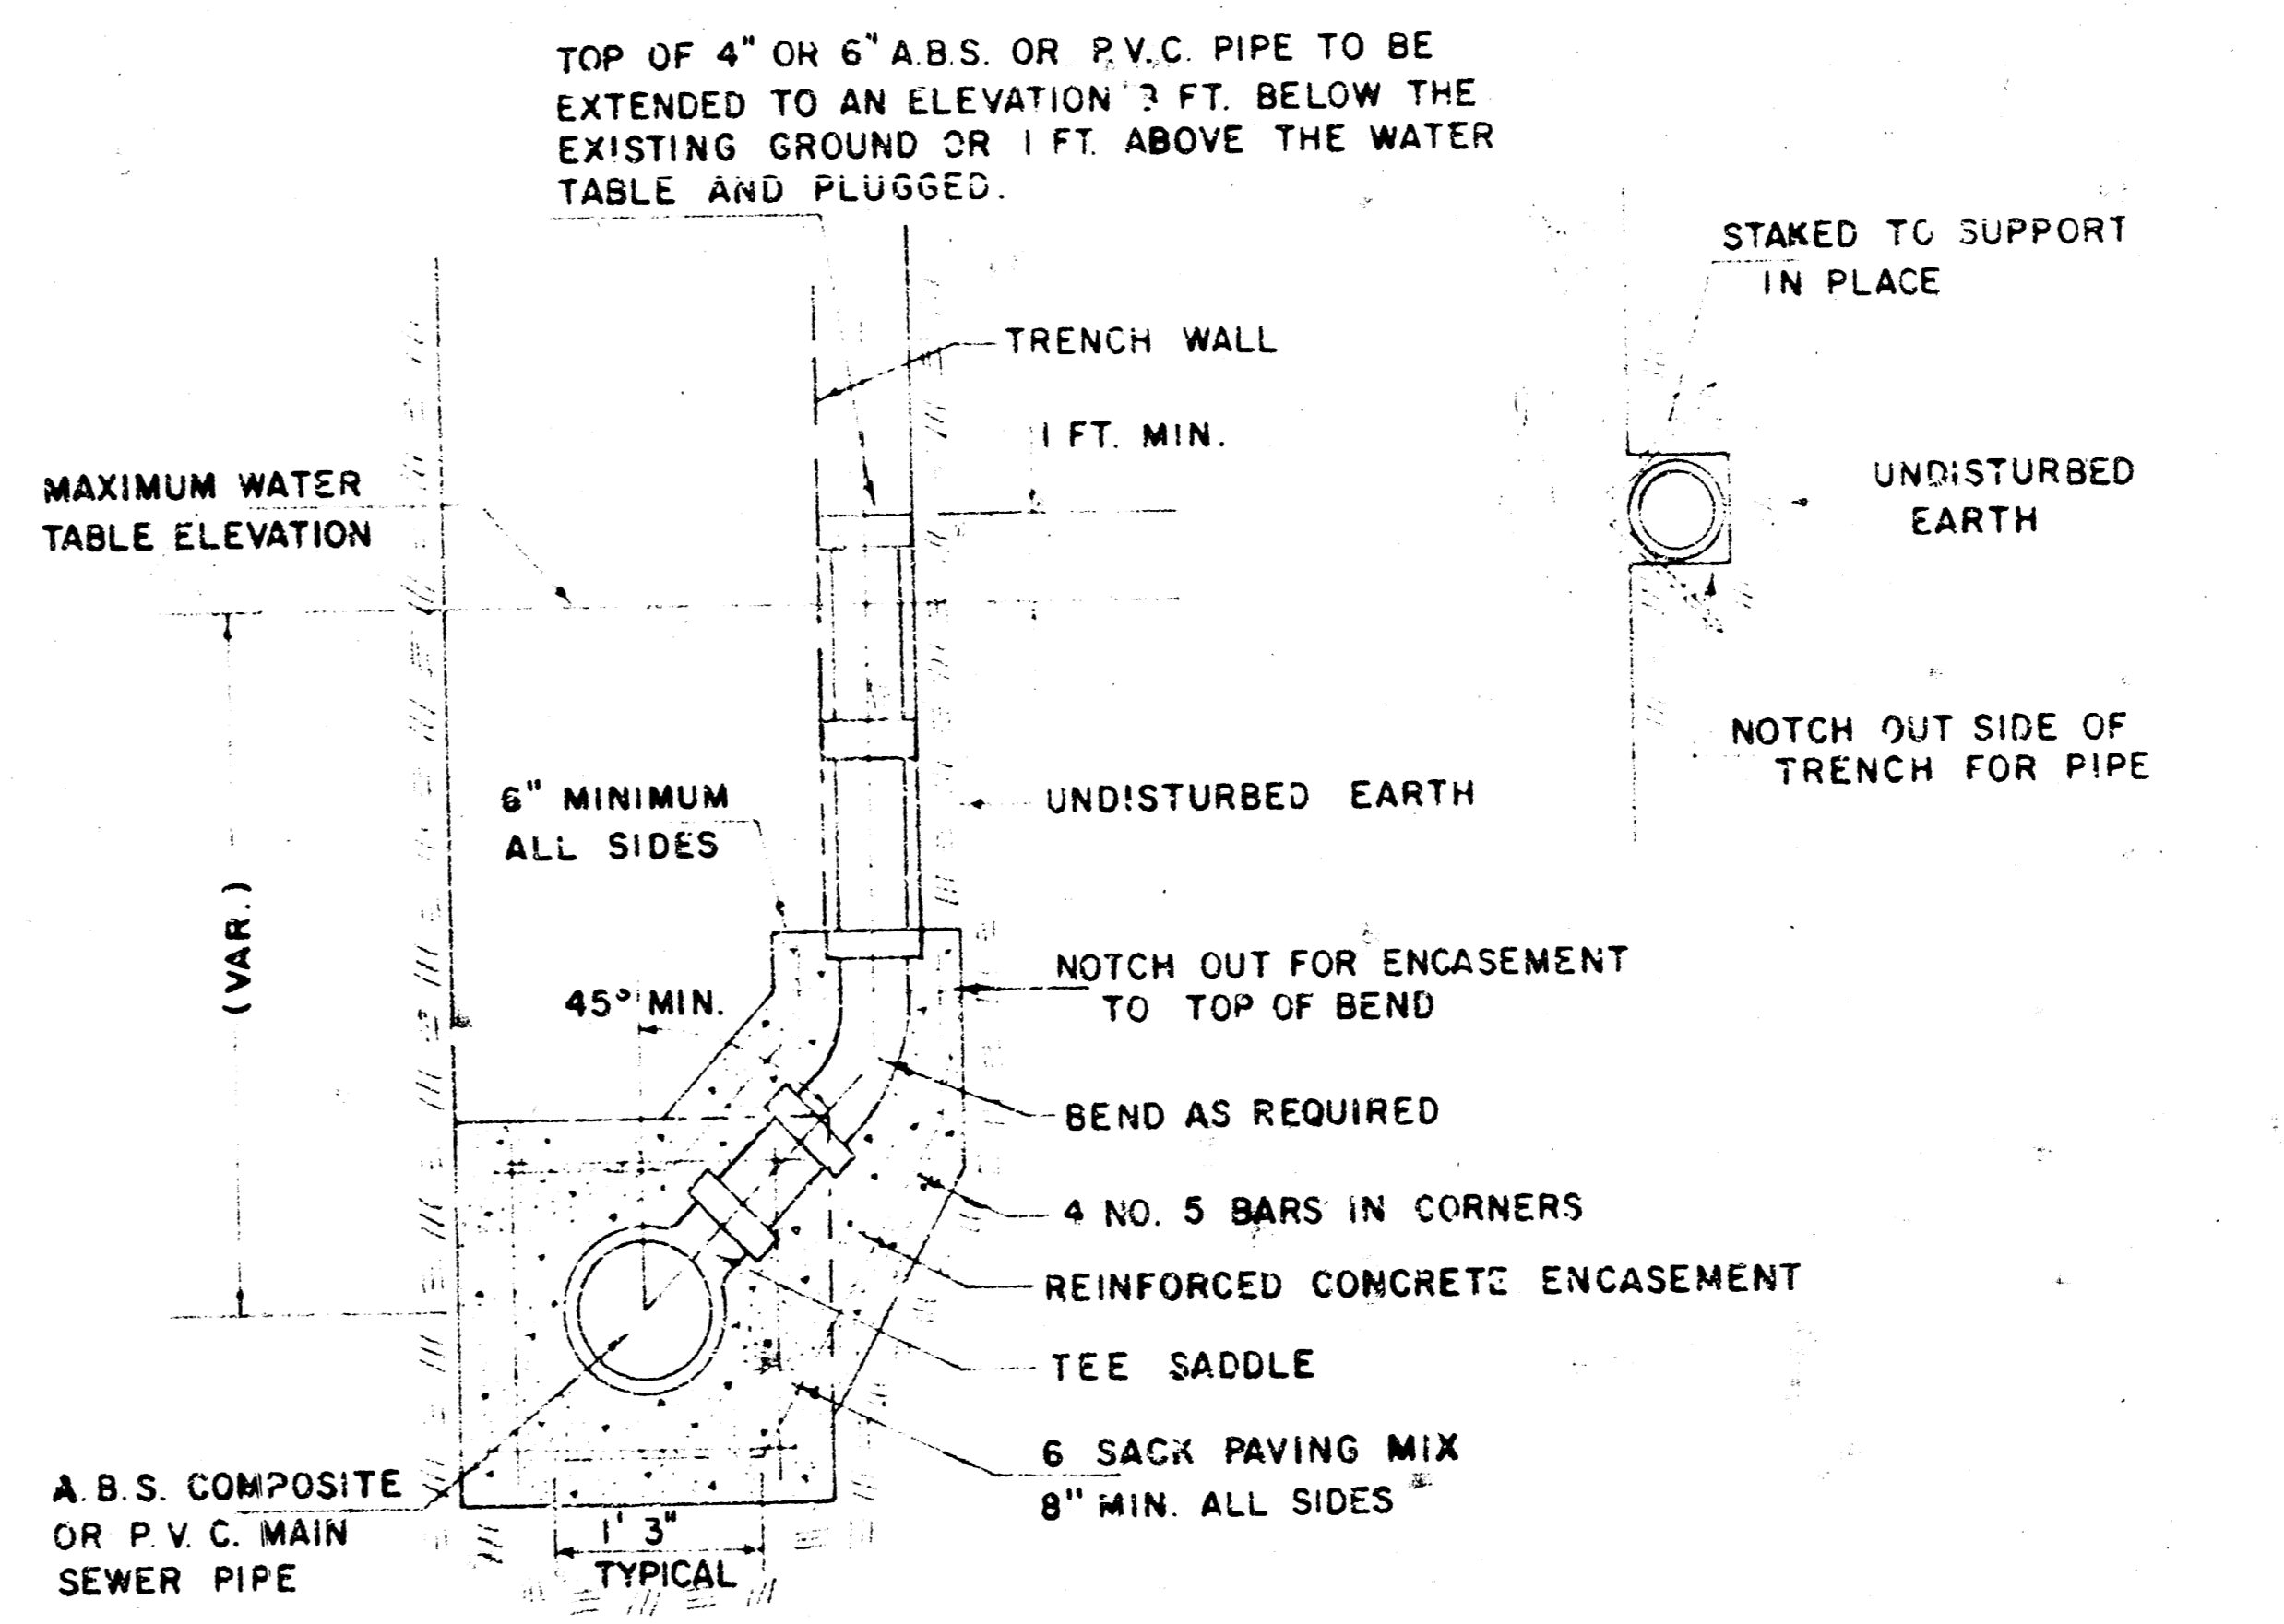 TOP OF 4" OR 6" A.B.S. OR P.V.C. PIPE TO BE
EXTENDED TO AN ELEVATION FT. BELOW THE
EXISTING GROUND OR 1 FT. ABOVE THE WATER
TABLE AND PLUGGED.
STAKED TO SUPPORT
IN PLACE
TRENCH WALL
1 FT. MIN.
MAXIMUM WATER
TABLE ELEVATION
UNDISTURBED
EARTH
NOTCH OUT SIDE OF
TRENCH FOR PIPE
6" MINIMUM
ALL SIDES
UNDISTURBED EARTH
(VAR.)
45° MIN.
NOTCH OUT FOR ENCASEMENT
TO TOP OF BEND
BEND AS REQUIRED
4 NO. 5 BARS IN CORNERS
REINFORCED CONCRETE ENCASEMENT
TEE SADDLE
6 SACK PAVING MIX
8" MIN. ALL SIDES
A.B.S. COMPOSITE
OR P.V.C. MAIN
SEWER PIPE
1' 3"
TYPICAL